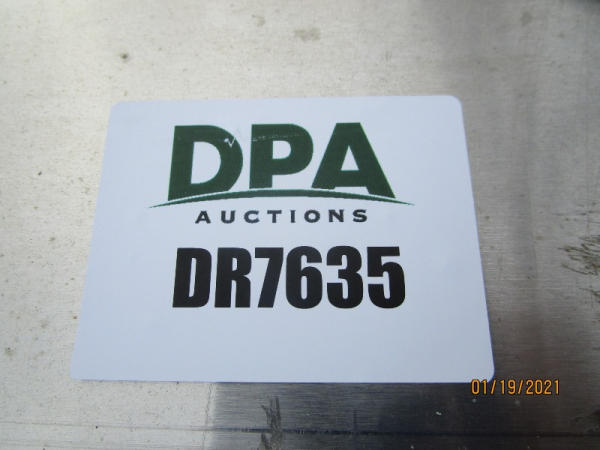 DPA
AUCTIONS
DR7635
01/19/2021